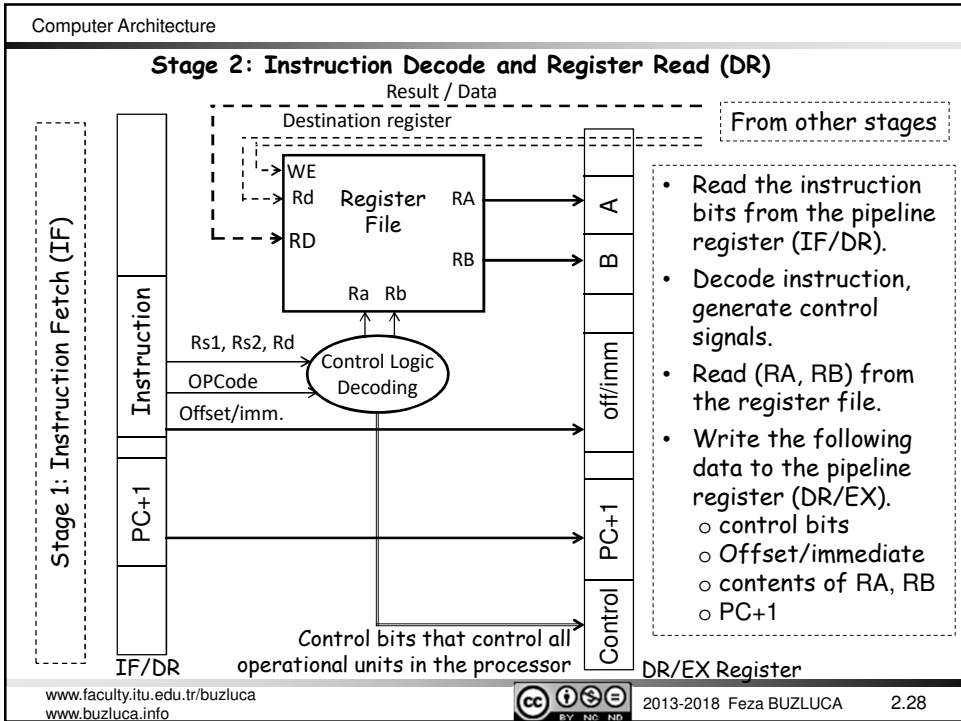 Computer Architecture
Stage 2: Instruction Decode and Register Read (DR)
Result / Data
Destination register
From other stages
Stage 1: Instruction Fetch (IF)
Instruction
PC+1
IF/DR
WE
Rd
RD
Register
File
RA
RB
Ra Rb
Rs1, Rs2, Rd
OPCode
Offset/imm.
Control Logic
Decoding
A
B
off/imm
PC+1
Control
Control bits that control all
operational units in the processor
DR/EX Register
• Read the instruction
bits from the pipeline
register (IF/DR).
• Decode instruction,
generate control
signals.
• Read (RA, RB) from
the register file.
• Write the following
data to the pipeline
register (DR/EX).
o control bits
o Offset/immediate
o contents of RA, RB
o PC+1
www.faculty.itu.edu.tr/buzluca
www.buzluca.info
cc
BY NC ND
2013-2018 Feza BUZLUCA
2.28